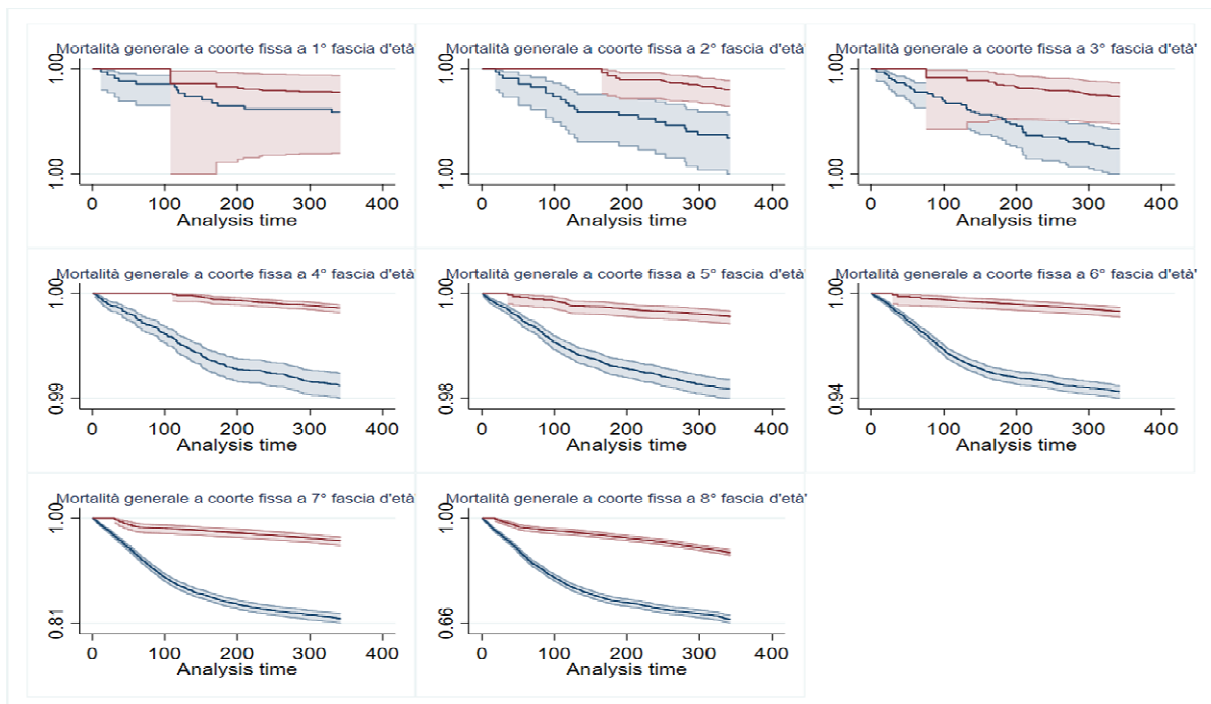 Mortalità generale a coorte fissa a 1° fascia d'età'
1.00
1.00
0 100 200 300 400
Analysis time
Mortalità generale a coorte fissa a 2° fascia d'età'
1.00
1.00
0 100 200 300 400
Analysis time
Mortalità generale a coorte fissa a 3° fascia d'età'
1.00
1.00
0 100 200 300 400
Analysis time
Mortalità generale a coorte fissa a 4° fascia d'età'
1.00
0.99
0 100 200 300 400
Analysis time
Mortalità generale a coorte fissa a 5° fascia d'età'
1.00
0.98
0 100 200 300 400
Analysis time
Mortalità generale a coorte fissa a 6° fascia d'età'
1.00
0.94
0 100 200 300 400
Analysis time
Mortalità generale a coorte fissa a 7° fascia d'età'
1.00
0.81
0 100 200 300 400
Analysis time
Mortalità generale a coorte fissa a 8° fascia d'età'
1.00
0.66
0 100 200 300 400
Analysis time